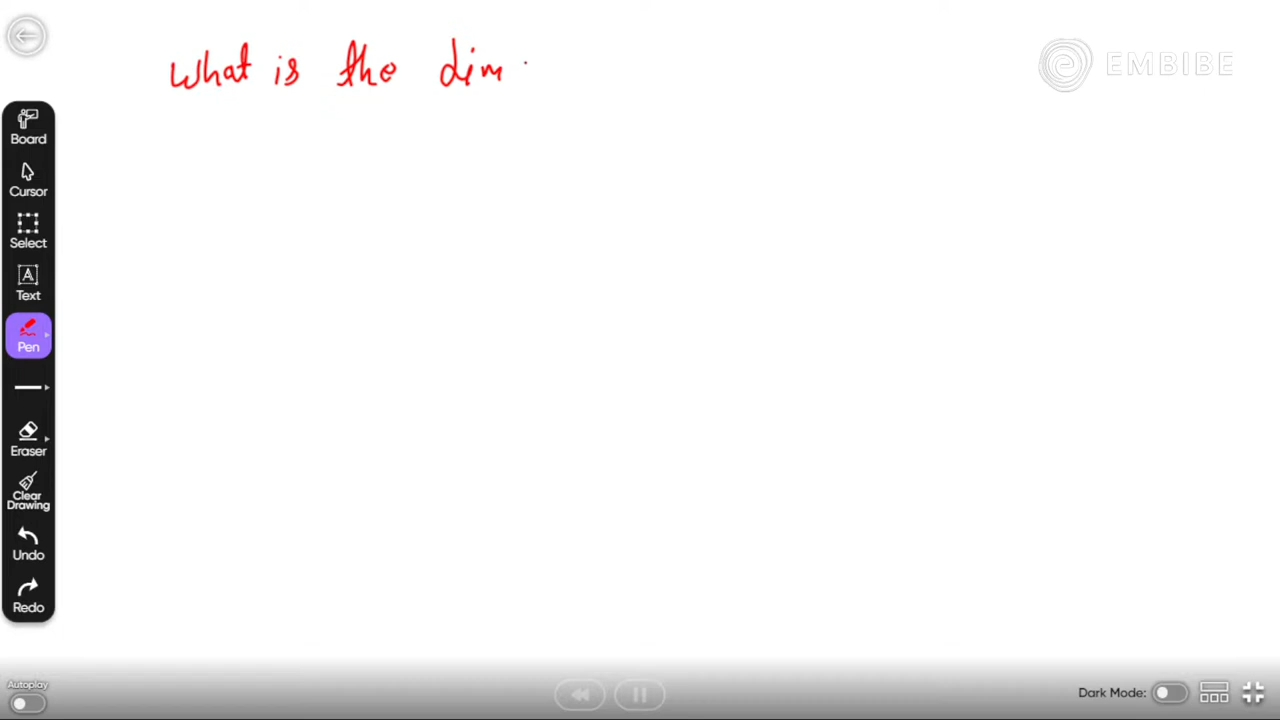 What is the dim
EMBIBE
Board
Cursor
Select
A
Text
Pen
Eraser
Clear
Drawing
Undo
Redo
Autoplay
Dark Mode: